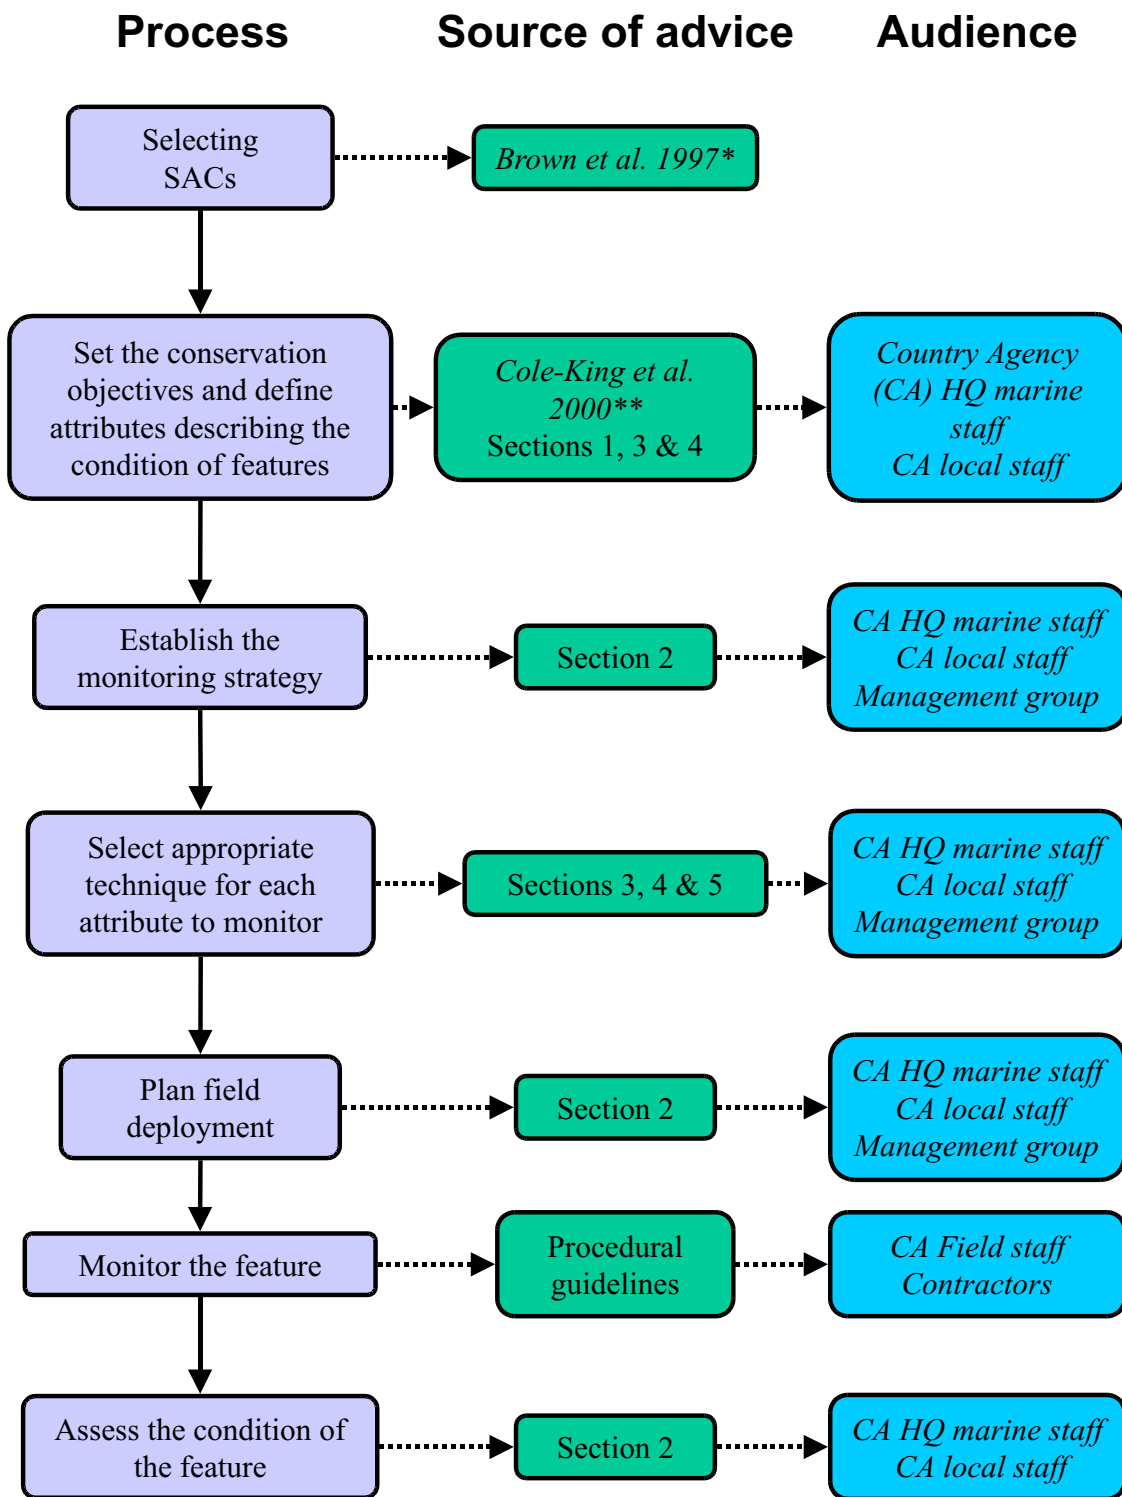 Process
Source of advice
Audience
Selecting
SACs
Brown et al. 1997*
Set the conservation
objectives and define
attributes describing the
condition of features
Cole-King et al.
2000**
Sections 1, 3 & 4
Country Agency
(CA) HQ marine
staff
CA local staff
Establish the
monitoring strategy
Section 2
CA HQ marine staff
CA local staff
Management group
Select appropriate
technique for each
attribute to monitor
Sections 3, 4 & 5
CA HQ marine staff
CA local staff
Management group
Plan field
deployment
Section 2
CA HQ marine staff
CA local staff
Management group
Monitor the feature
Procedural
guidelines
CA Field staff
Contractors
Assess the condition of
the feature
Section 2
CA HQ marine staff
CA local staff